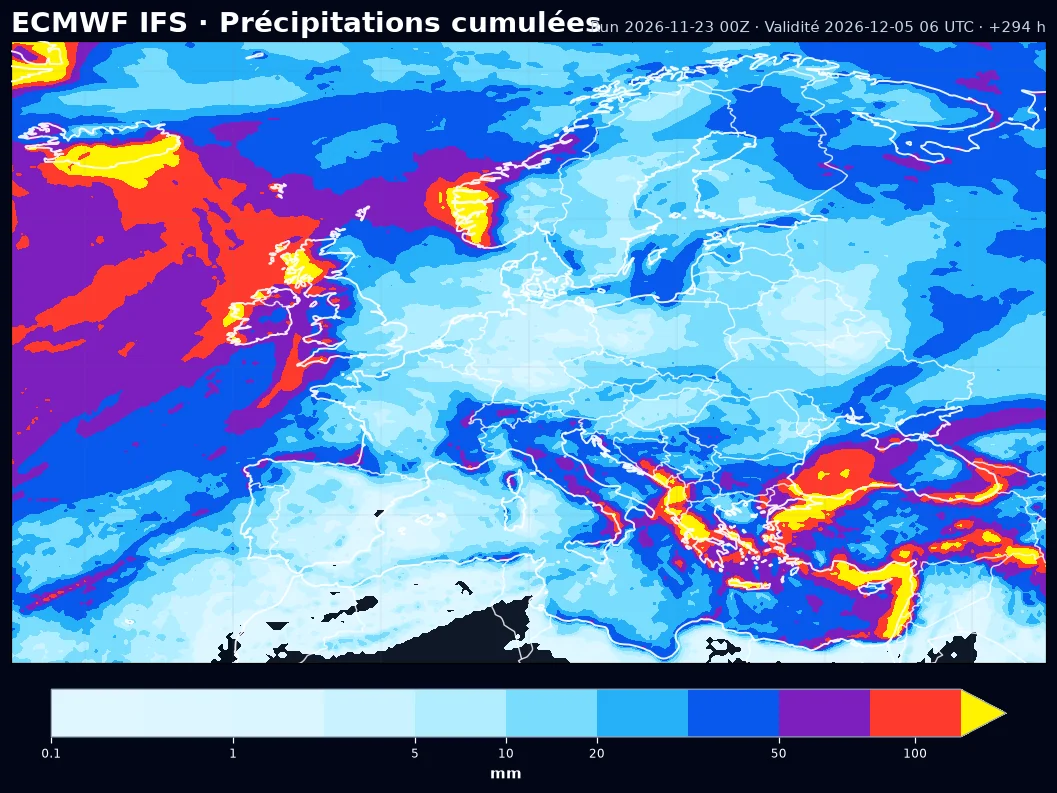 ECMWF IFS · Précipitations cumulées
Run 2026-11-23 00Z · Validité 2026-12-05 06 UTC · +294 h
0.1 1 5 10 20 50 100
mm